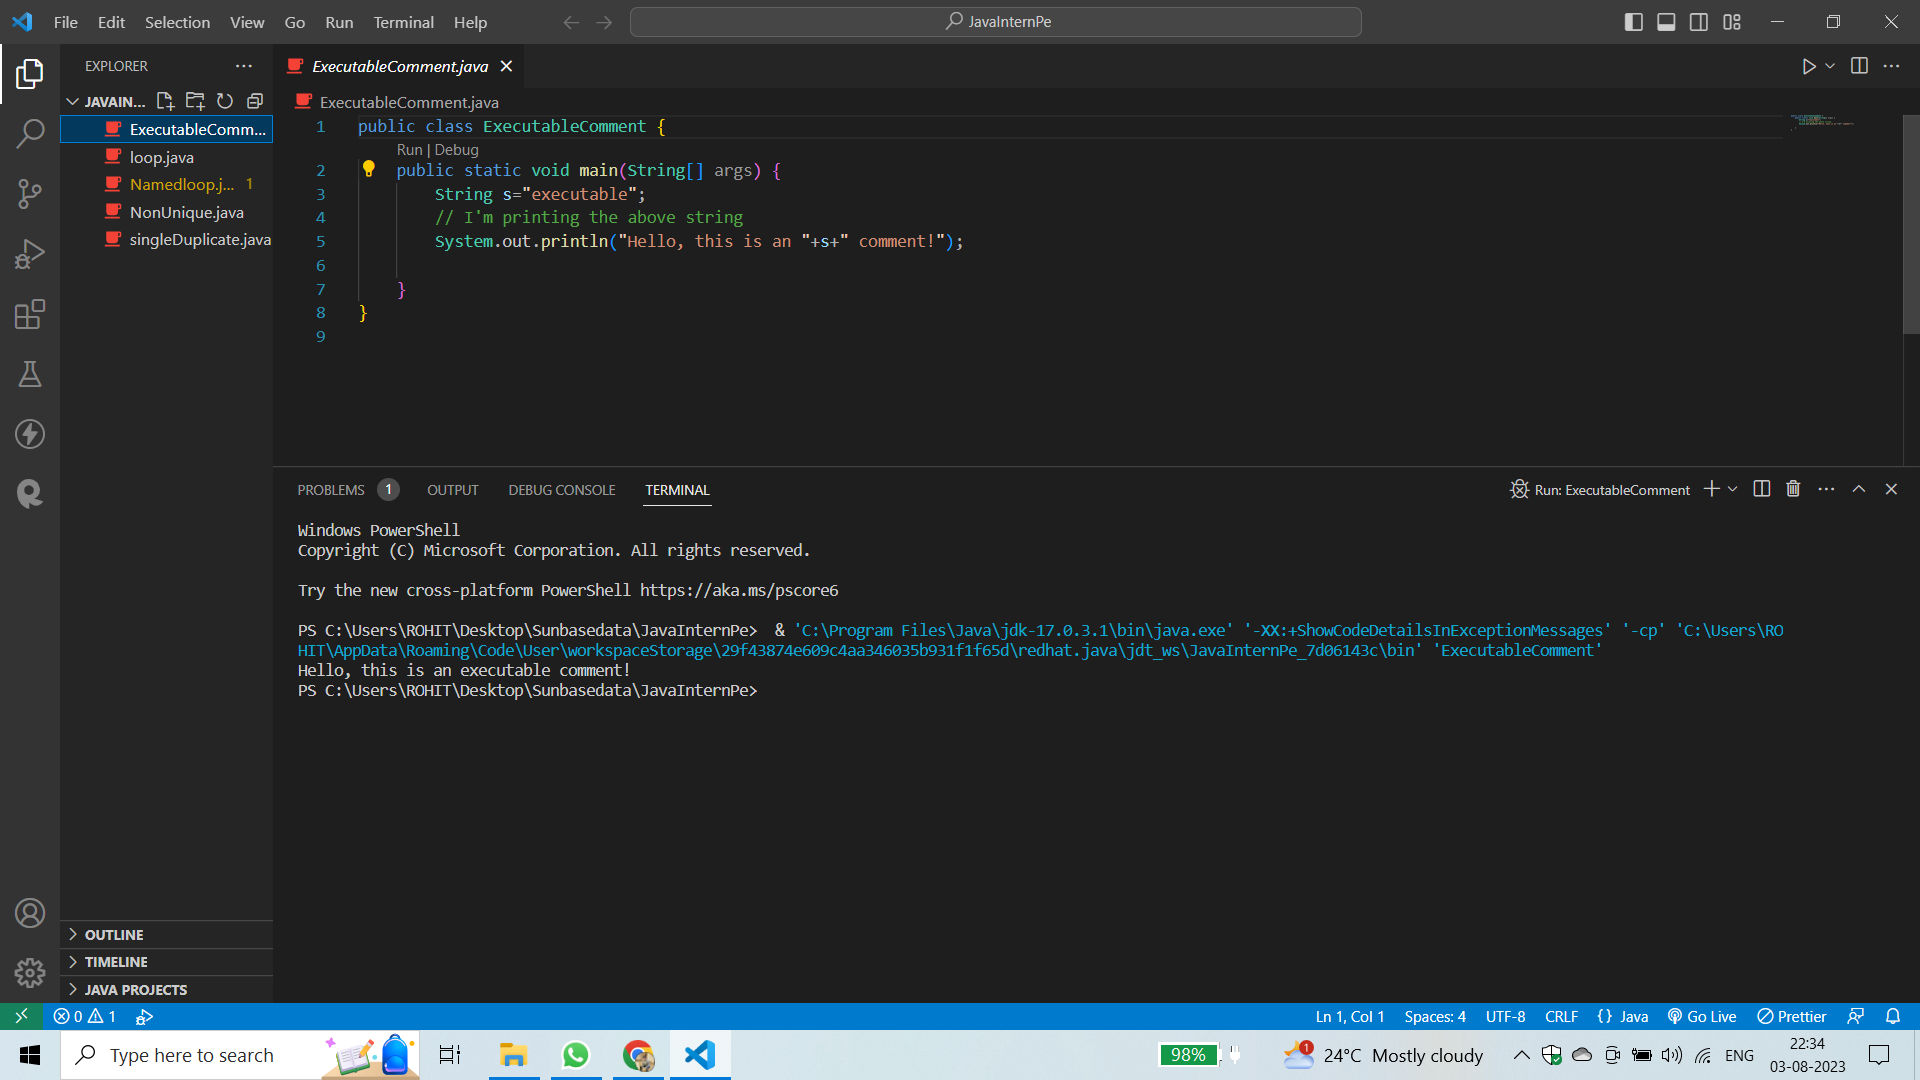 File Edit Selection View Go Run Terminal Help
JavaInternPe
EXPLORER
JAVAIN...
ExecutableComm...
loop.java
Namedloop.j... 1
NonUnique.java
singleDuplicate.java
OUTLINE
TIMELINE
JAVA PROJECTS
ExecutableComment.java
ExecutableComment.java
1 public class ExecutableComment {
Run | Debug
2 public static void main(String[] args) {
3 String s="executable";
4 // I'm printing the above string
5 System.out.println("Hello, this is an "+s+" comment!");
6
7 }
8 }
9
PROBLEMS 1 OUTPUT DEBUG CONSOLE TERMINAL
Run: ExecutableComment
Windows PowerShell
Copyright (C) Microsoft Corporation. All rights reserved.
Try the new cross-platform PowerShell https://aka.ms/pscore6
PS C:\Users\ROHIT\Desktop\Sunbasedata\JavaInternPe> & 'C:\Program Files\Java\jdk-17.0.3.1\bin\java.exe' '-XX:+ShowCodeDetailsInExceptionMessages' '-cp' 'C:\Users\RO
HIT\AppData\Roaming\Code\User\workspaceStorage\29f43874e609c4aa346035b931f1f65d\redhat.java\jdt_ws\JavaInternPe_7d06143c\bin' 'ExecutableComment'
Hello, this is an executable comment!
PS C:\Users\ROHIT\Desktop\Sunbasedata\JavaInternPe>
0 1
Ln 1, Col 1 Spaces: 4 UTF-8 CRLF {} Java Go Live Prettier
Type here to search
98%
1
24°C Mostly cloudy
ENG
22:34
03-08-2023